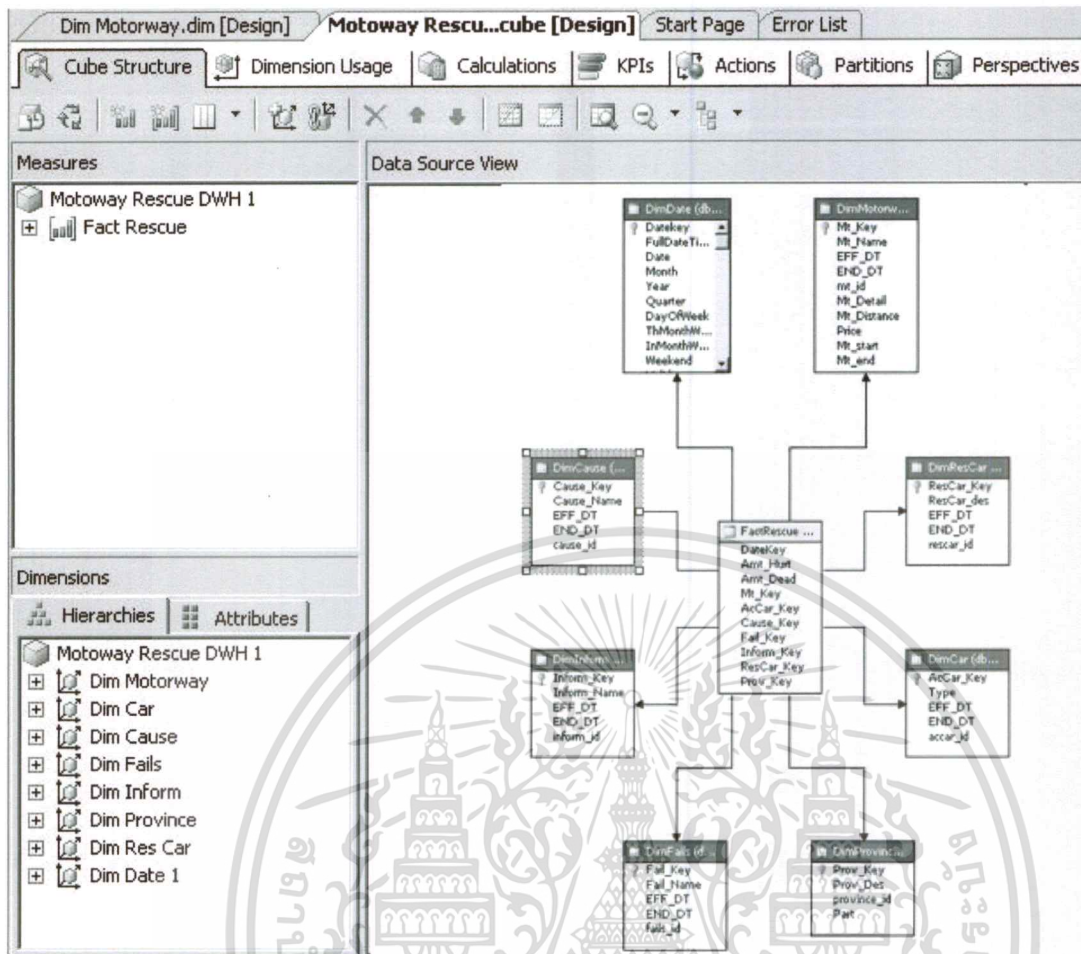 Dim Motorway.dim [Design] Motoway Rescu...cube [Design] Start Page Error List
Cube Structure Dimension Usage Calculations KPIs Actions Partitions Perspectives
Measures
Motoway Rescue DWH 1
Fact Rescue
Dimensions
Hierarchies Attributes
Motoway Rescue DWH 1
Dim Motorway
Dim Car
Dim Cause
Dim Fails
Dim Inform
Dim Province
Dim Res Car
Dim Date 1
Data Source View
DimDate (db...
Datekey
FullDateTi...
Date
Month
Year
Quarter
DayOfWeek
ThMonthW...
InMonthW...
Weekend
DimMotorw...
Mt_Key
Mt_Name
EFF_DT
END_DT
mt_id
Mt_Detail
Mt_Distance
Price
Mt_start
Mt_end
DimCause (...
Cause_Key
Cause_Name
EFF_DT
END_DT
cause_id
DimResCar ...
ResCar_Key
ResCar_des
EFF_DT
END_DT
rescar_id
FactRescue ...
DateKey
Amt_Hurt
Amt_Dead
Mt_Key
AcCar_Key
Cause_Key
Fail_Key
Inform_Key
ResCar_Key
Prov_Key
DimInform ...
Inform_Key
Inform_Name
EFF_DT
END_DT
inform_id
DimCar (db...
AcCar_Key
Type
EFF_DT
END_DT
accar_id
DimFails (d...
Fail_Key
Fail_Name
EFF_DT
END_DT
fails_id
DimProvinc...
Prov_Key
Prov_Des
province_id
Part